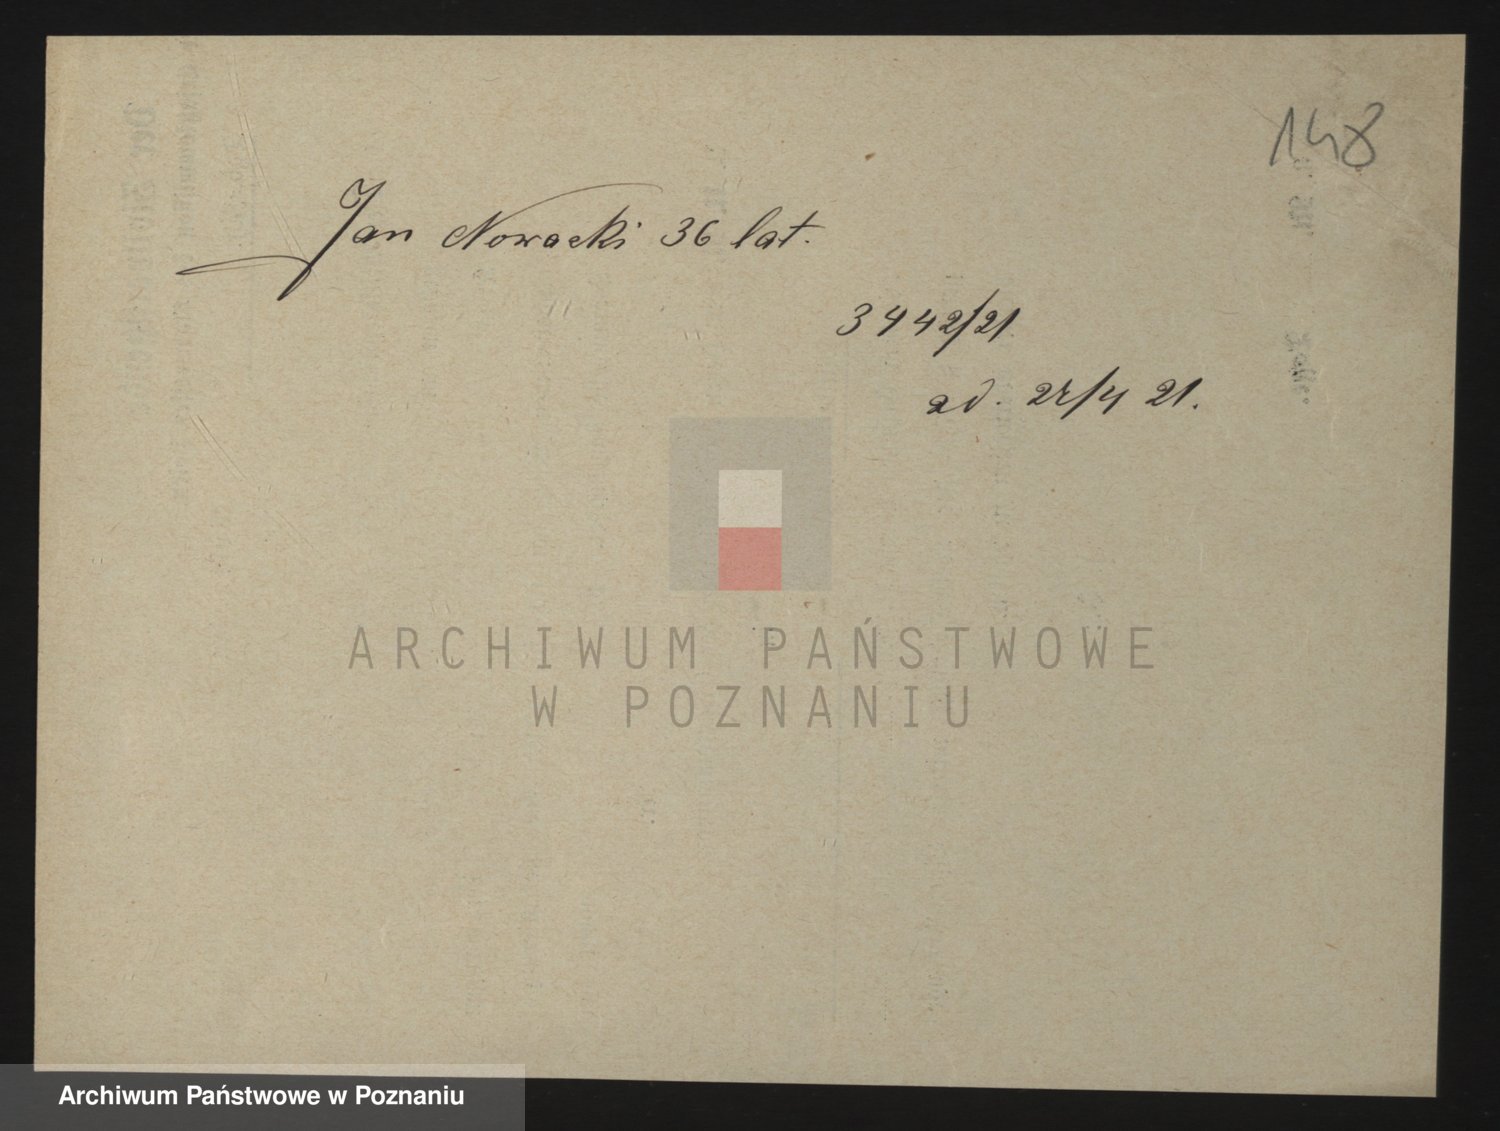 148
Jan Nowacki 36 lat.
3442/21
ad. 22/4 21.
ARCHIWUM PAŃSTWOWE
W POZNANIU
Archiwum Państwowe w Poznaniu